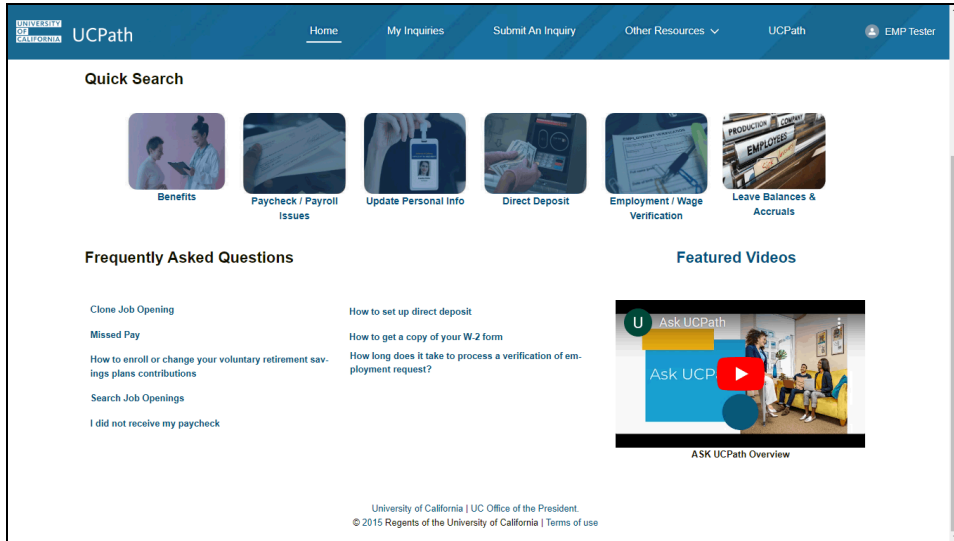 UNIVERSITY
OF
CALIFORNIA
UCPath
Home
My Inquiries
Submit An Inquiry
Other Resources
UCPath
EMP Tester
Quick Search
EMPLOYMENT VERIFICATION
PRODUCTION
COMPANY
EMPLOYEES
Benefits
Paycheck / Payroll
Issues
Update Personal Info
Direct Deposit
Employment / Wage
Verification
Leave Balances &
Accruals
Frequently Asked Questions
Featured Videos
Clone Job Opening
Missed Pay
How to enroll or change your voluntary retirement sav-
ings plans contributions
Search Job Openings
I did not receive my paycheck
How to set up direct deposit
How to get a copy of your W-2 form
How long does it take to process a verification of em-
ployment request?
U
Ask UCPath
Ask UCP
ASK UCPath Overview
University of California | UC Office of the President.
© 2015 Regents of the University of California | Terms of use